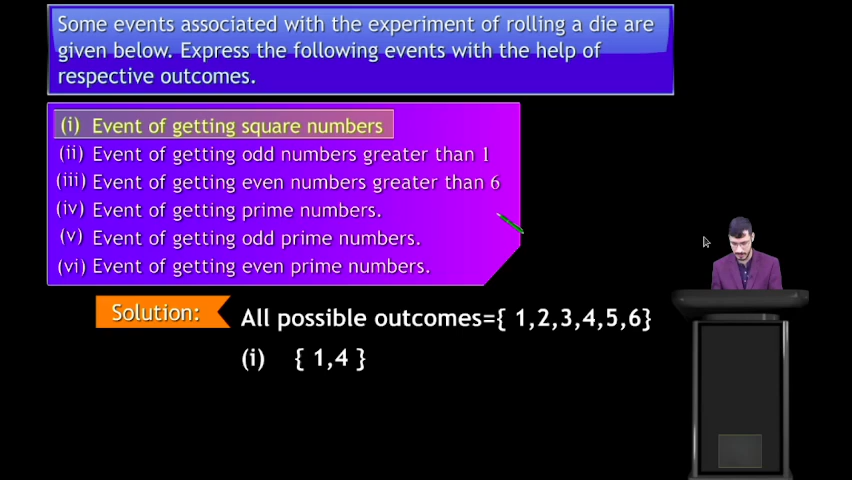 Some events associated with the experiment of rolling a die are
given below. Express the following events with the help of
respective outcomes.
(i) Event of getting square numbers
(ii) Event of getting odd numbers greater than 1
(iii) Event of getting even numbers greater than 6
(iv) Event of getting prime numbers.
(v) Event of getting odd prime numbers.
(vi) Event of getting even prime numbers.
Solution: All possible outcomes={ 1,2,3,4,5,6}
(i) { 1,4 }